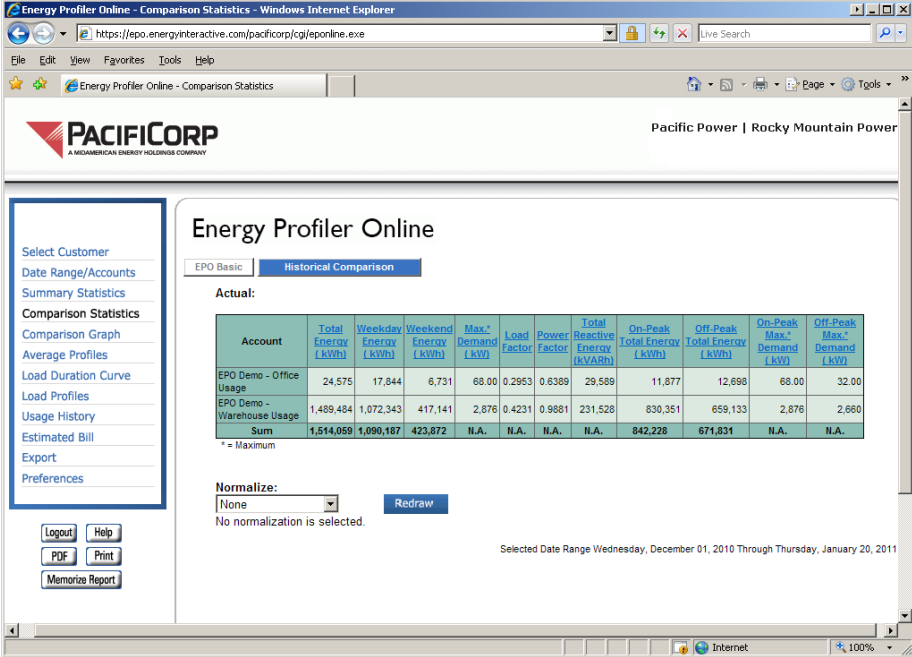 Energy Profiler Online - Comparison Statistics - Windows Internet Explorer
https://epo.energyinteractive.com/pacificorp/cgi/eponline.exe
Live Search
File Edit View Favorites Tools Help
Energy Profiler Online - Comparison Statistics
Page Tools
PACIFICORP
A MIDAMERICAN ENERGY HOLDINGS COMPANY
Pacific Power | Rocky Mountain Power
Select Customer
Date Range/Accounts
Summary Statistics
Comparison Statistics
Comparison Graph
Average Profiles
Load Duration Curve
Load Profiles
Usage History
Estimated Bill
Export
Preferences
Logout Help
PDF Print
Memorize Report
Energy Profiler Online
EPO Basic Historical Comparison
Actual:
Account
Total
Energy
( kWh)
Weekday
Energy
( kWh)
Weekend
Energy
( kWh)
Max.*
Demand
( kW)
Load
Factor
Power
Factor
Total
Reactive
Energy
(kVARh)
On-Peak
Total Energy
( kWh)
Off-Peak
Total Energy
( kWh)
On-Peak
Max.*
Demand
( kW)
Off-Peak
Max.*
Demand
( kW)
EPO Demo - Office
Usage
24,575 17,844 6,731 68.00 0.2953 0.6389 29,589 11,877 12,698 68.00 32.00
EPO Demo -
Warehouse Usage
1,489,484 1,072,343 417,141 2,876 0.4231 0.9881 231,528 830,351 659,133 2,876 2,660
Sum 1,514,059 1,090,187 423,872 N.A. N.A. N.A. N.A. 842,228 671,831 N.A. N.A.
* = Maximum
Normalize:
None Redraw
No normalization is selected.
Selected Date Range Wednesday, December 01, 2010 Through Thursday, January 20, 2011
Internet 100%